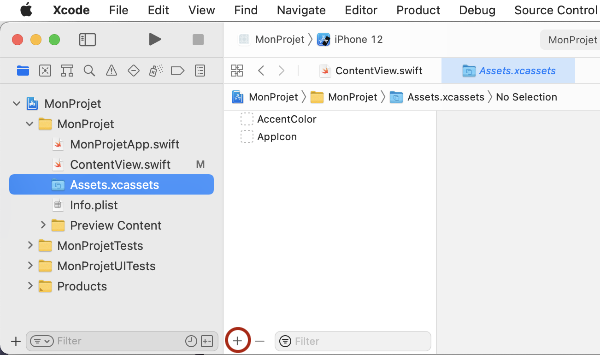 Xcode File Edit View Find Navigate Editor Product Debug Source Control
MonProjet iPhone 12 MonProjet
ContentView.swift Assets.xcassets
MonProjet MonProjet Assets.xcassets No Selection
MonProjet
MonProjet
MonProjetApp.swift
ContentView.swift M
Assets.xcassets
Info.plist
Preview Content
MonProjetTests
MonProjetUITests
Products
AccentColor
AppIcon
Filter
Filter